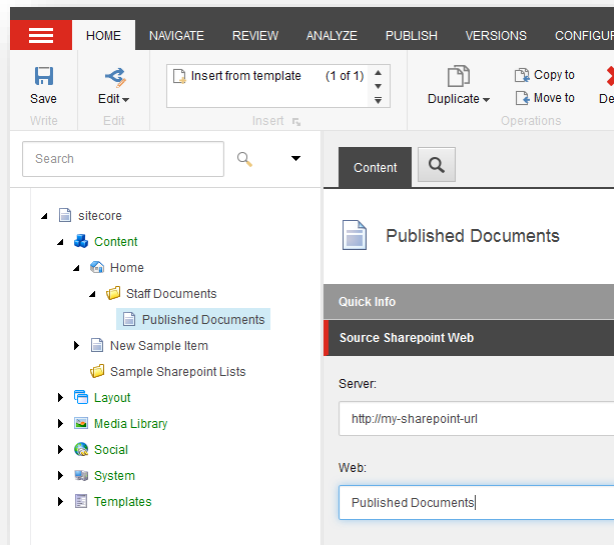 HOME NAVIGATE REVIEW ANALYZE PUBLISH VERSIONS
Insert from template (1 of 1)
Copy to
Save Edit Duplicate Move to
Write Edit Insert Operations
Search
Content
sitecore
Published Documents
Content
Home
Staff Documents
Quick Info
Published Documents
Source Sharepoint Web
New Sample Item
Sample Sharepoint Lists
Server:
Layout
http://my-sharepoint-url
Media Library
Social
Web:
System
Templates
Published Documents